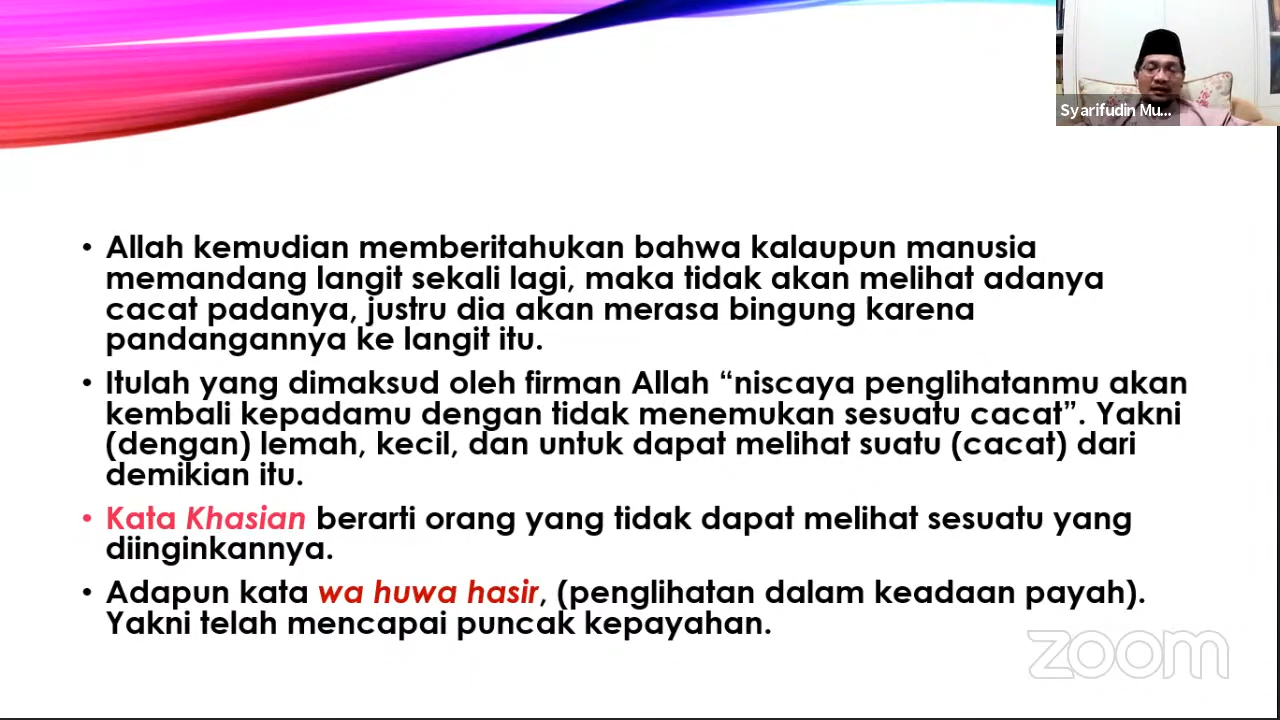 Syarifudin Mu...
• Allah kemudian memberitahukan bahwa kalaupun manusia
memandang langit sekali lagi, maka tidak akan melihat adanya
cacat padanya, justru dia akan merasa bingung karena
pandangannya ke langit itu.
• Itulah yang dimaksud oleh firman Allah “niscaya penglihatanmu akan
kembali kepadamu dengan tidak menemukan sesuatu cacat”. Yakni
(dengan) lemah, kecil, dan untuk dapat melihat suatu (cacat) dari
demikian itu.
• Kata Khasian berarti orang yang tidak dapat melihat sesuatu yang
diinginkannya.
• Adapun kata wa huwa hasir, (penglihatan dalam keadaan payah).
Yakni telah mencapai puncak kepayahan.
zoom